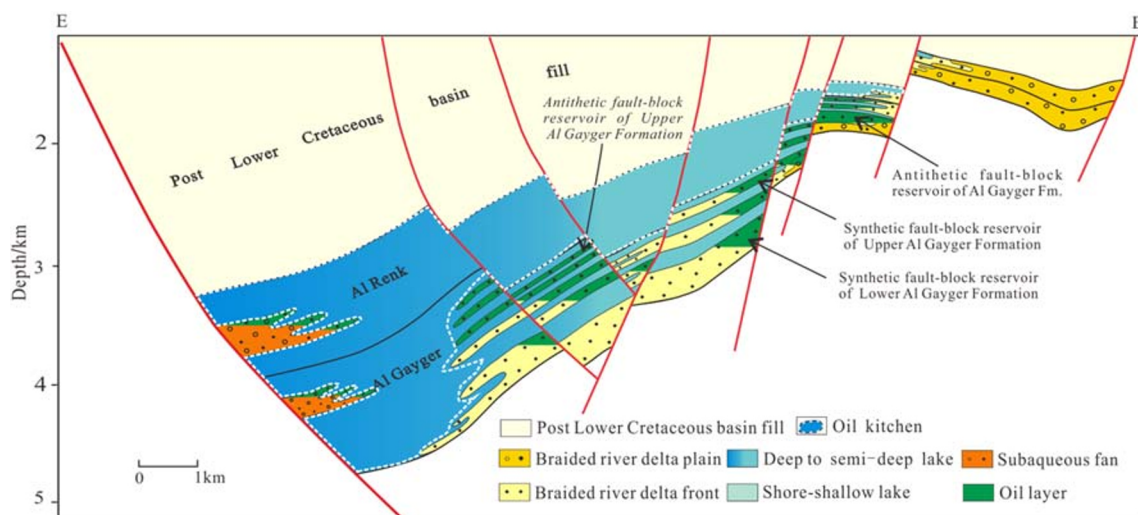 E
E
Post Lower Cretaceous basin fill
Antithetic fault-block
reservoir of Upper
Al Gayger Formation
2
Antithetic fault-block
reservoir of Al Gayger Fm.
Synthetic fault-block reservoir
of Upper Al Gayger Formation
Depth/km
3
Al Renk
Synthetic fault-block reservoir
of Lower Al Gayger Formation
Al Gayger
4
Post Lower Cretaceous basin fill
Oil kitchen
Braided river delta plain
Deep to semi-deep lake
Subaqueous fan
0 1km
Braided river delta front
Shore-shallow lake
Oil layer
5